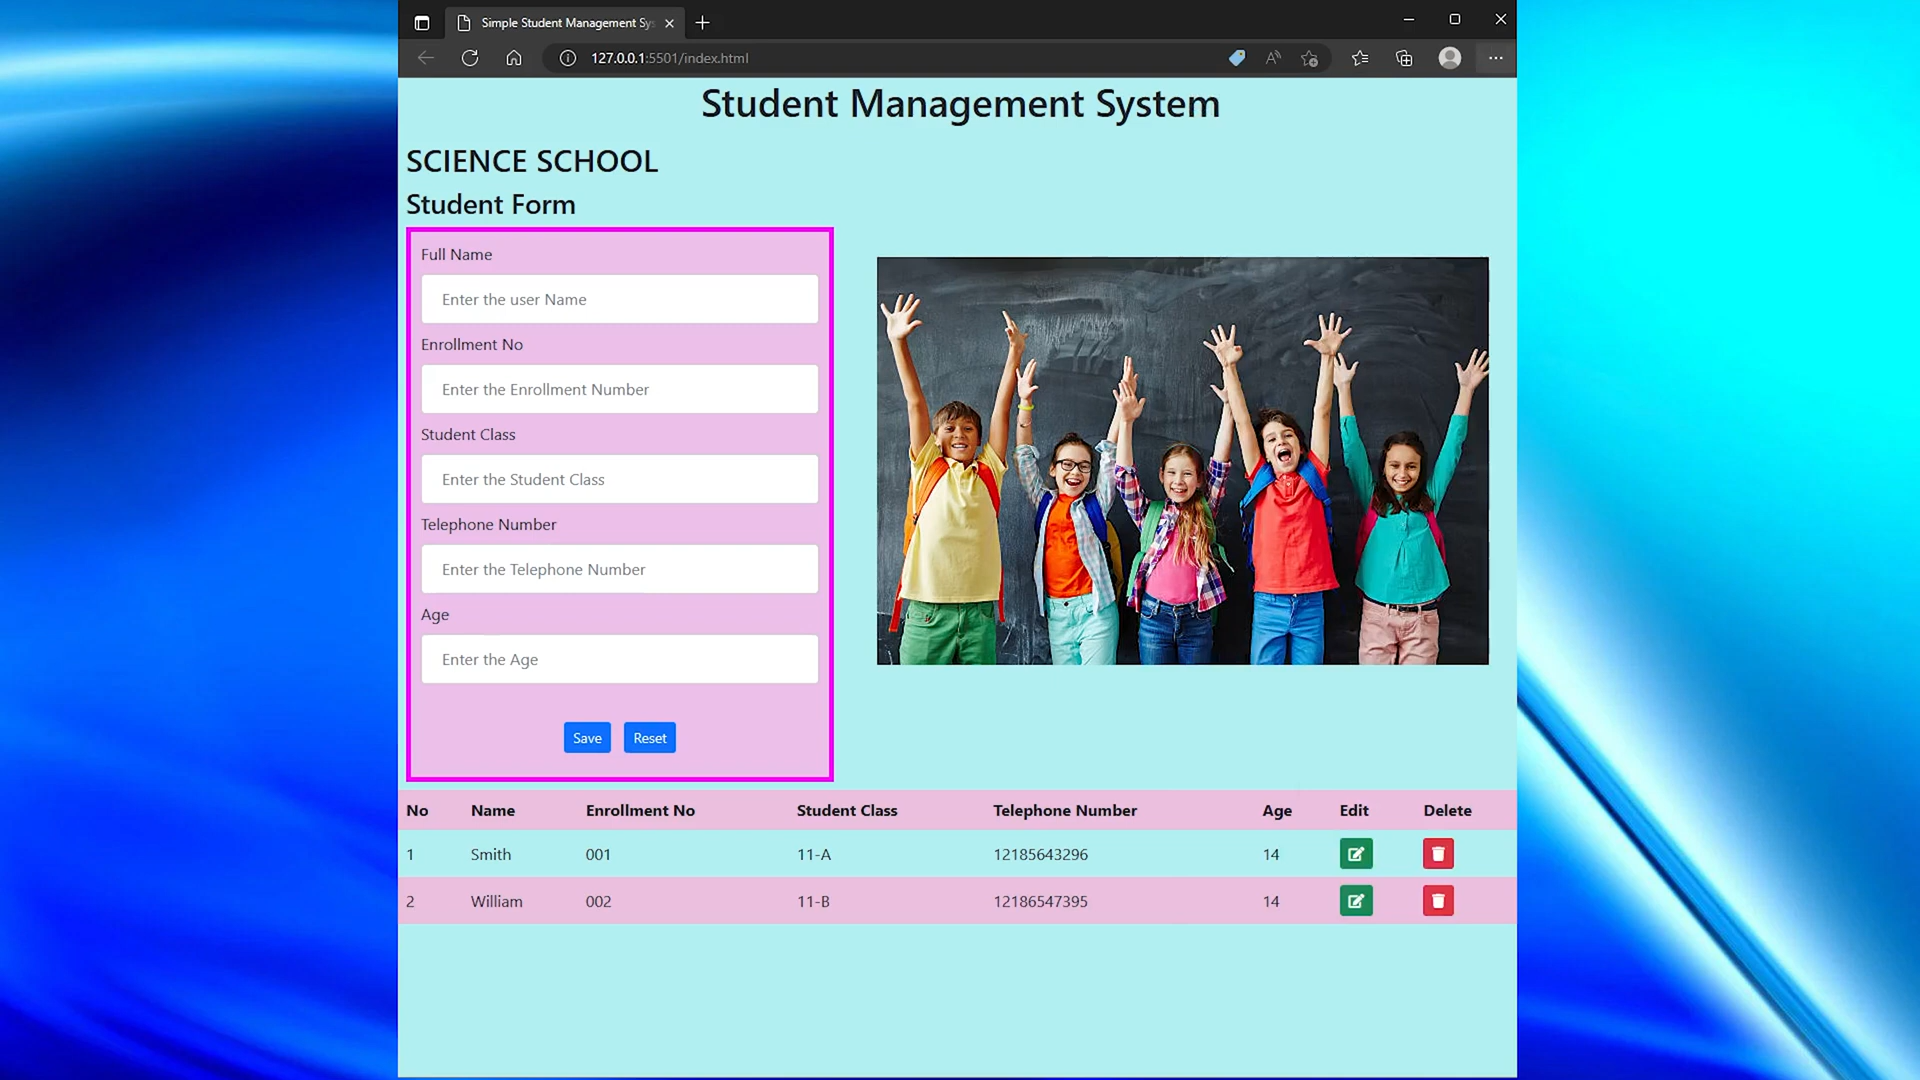 Simple Student Management Sy
127.0.0.1:5501/index.html
Student Management System
SCIENCE SCHOOL
Student Form
Full Name
Enter the user Name
Enrollment No
Enter the Enrollment Number
Student Class
Enter the Student Class
Telephone Number
Enter the Telephone Number
Age
Enter the Age
Save Reset
No Name Enrollment No Student Class Telephone Number Age Edit Delete
1 Smith 001 11-A 12185643296 14
2 William 002 11-B 12186547395 14